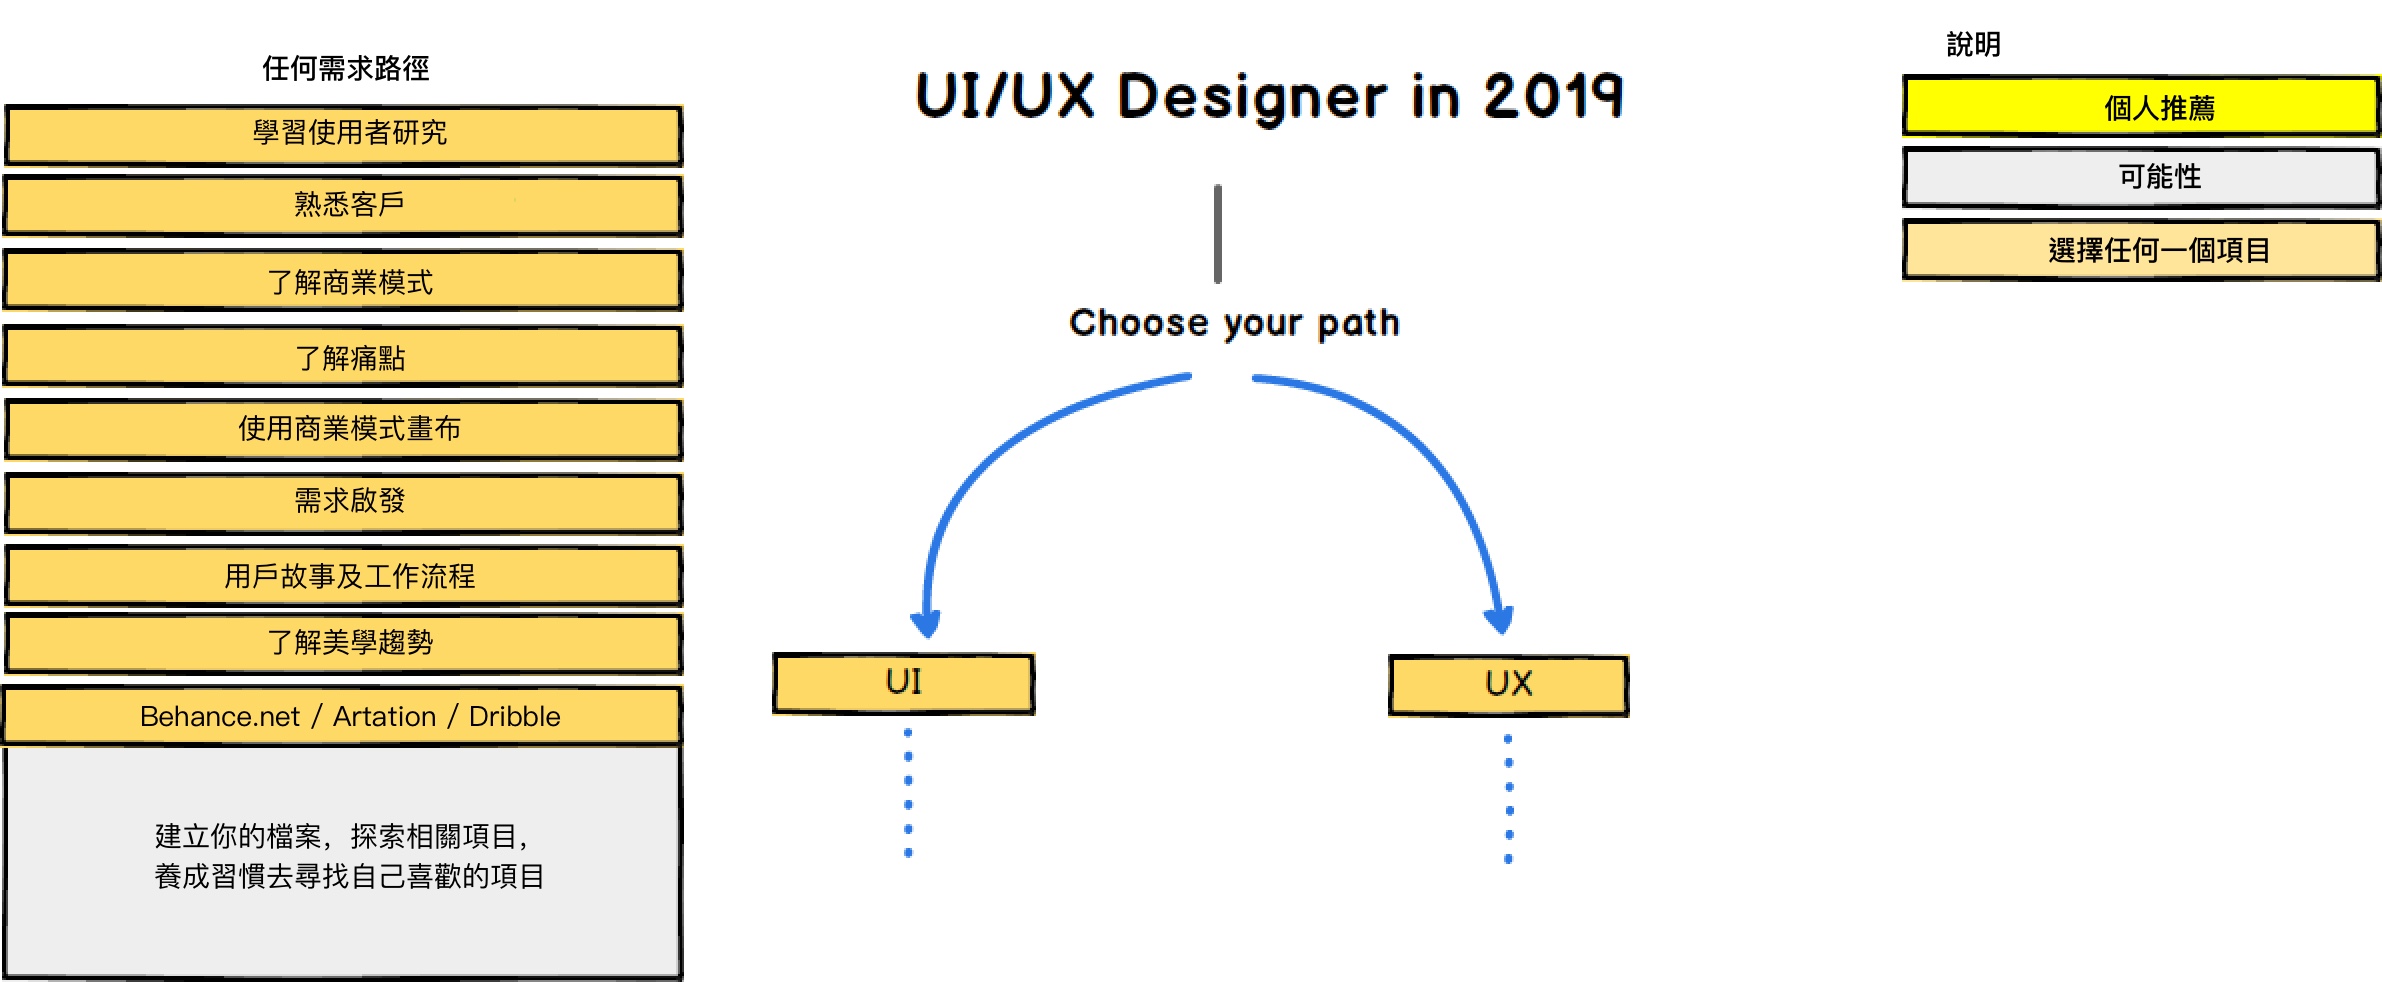 任何需求路徑
學習使用者研究
熟悉客戶
了解商業模式
了解痛點
使用商業模式畫布
需求啟發
用戶故事及工作流程
了解美學趨勢
Behance.net / Artation / Dribble
建立你的檔案，探索相關項目，
養成習慣去尋找自己喜歡的項目
UI/UX Designer in 2019
Choose your path
UI
UX
說明
個人推薦
可能性
選擇任何一個項目